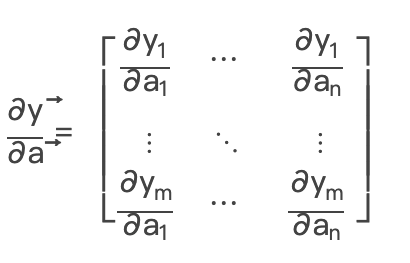 ∂y⃗/∂a⃗ = [ ∂y₁/∂a₁ ⋯ ∂y₁/∂aₙ
⋮ ⋱ ⋮
∂yₘ/∂a₁ ⋯ ∂yₘ/∂aₙ ]